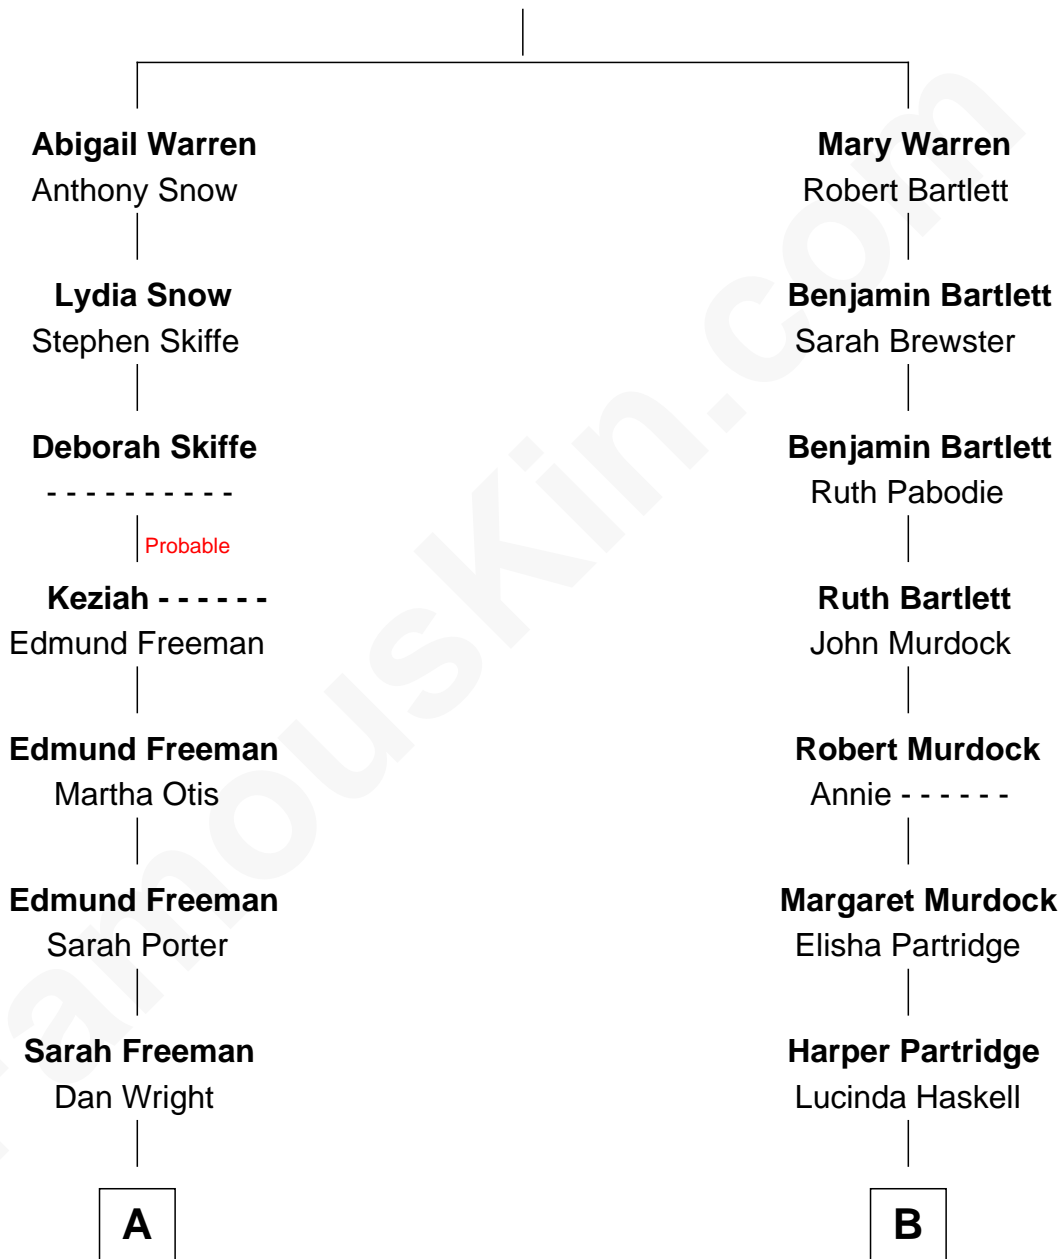 Abigail Warren
Anthony Snow
Lydia Snow
Stephen Skiffe
Deborah Skiffe
- - - - - - - - - -
Probable
Keziah - - - - - -
Edmund Freeman
Edmund Freeman
Martha Otis
Edmund Freeman
Sarah Porter
Sarah Freeman
Dan Wright
A
Mary Warren
Robert Bartlett
Benjamin Bartlett
Sarah Brewster
Benjamin Bartlett
Ruth Pabodie
Ruth Bartlett
John Murdock
Robert Murdock
Annie - - - - - -
Margaret Murdock
Elisha Partridge
Harper Partridge
Lucinda Haskell
B
FamousKin.com